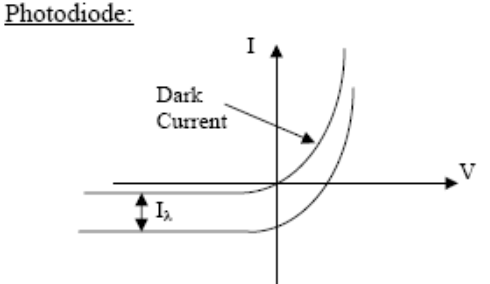 Photodiode:
I
Dark
Current
V
Iλ